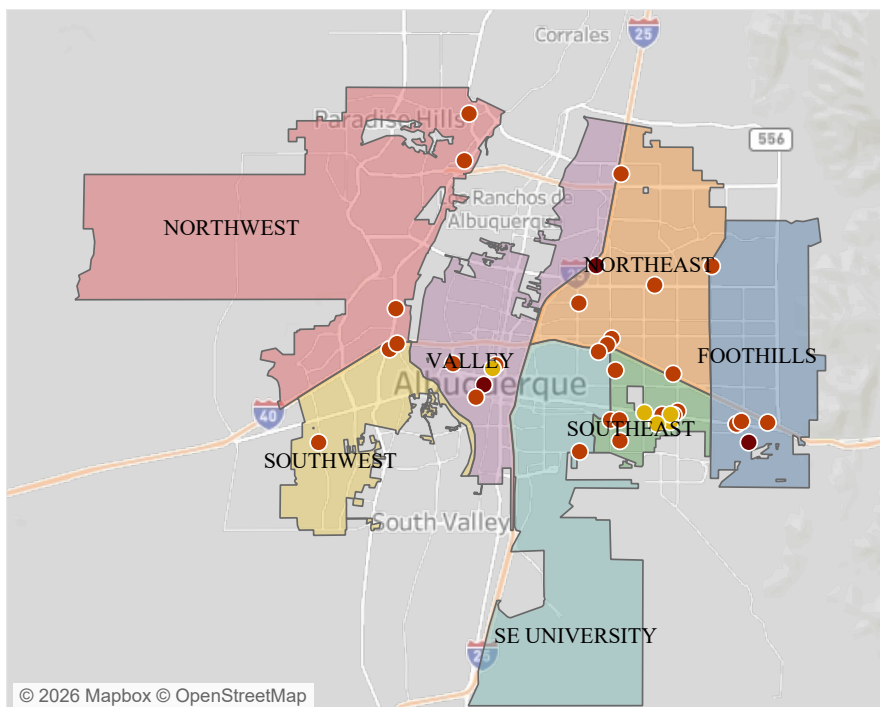 Corrales
25
Paradise Hills
556
Los Ranchos de
Albuquerque
NORTHWEST
NORTHEAST
25
VALLEY
FOOTHILLS
Albuquerque
40
SOUTHEAST
SOUTHWEST
South Valley
SE UNIVERSITY
25
© 2026 Mapbox © OpenStreetMap